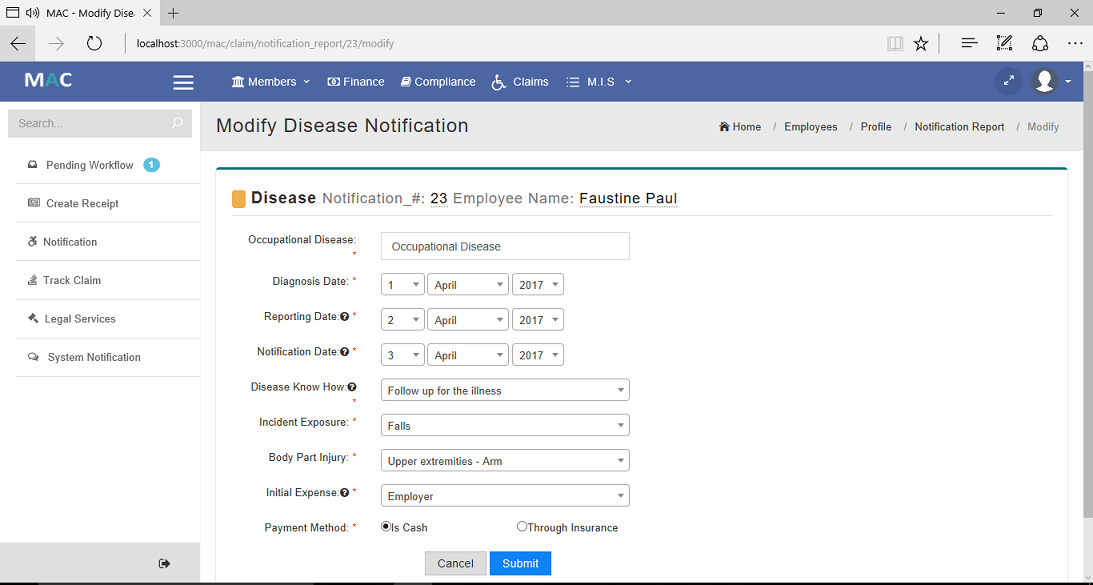 MAC - Modify Dise
localhost:3000/mac/claim/notification_report/23/modify
MAC
Members
Finance
Compliance
Claims
M.I.S
Search...
Modify Disease Notification
Home / Employees / Profile / Notification Report / Modify
Pending Workflow 1
Create Receipt
Notification
Track Claim
Legal Services
System Notification
Disease Notification_#: 23 Employee Name: Faustine Paul
Occupational Disease: * Occupational Disease
Diagnosis Date: * 1 April 2017
Reporting Date: * 2 April 2017
Notification Date: * 3 April 2017
Disease Know How: * Follow up for the illness
Incident Exposure: * Falls
Body Part Injury: * Upper extremities - Arm
Initial Expense: * Employer
Payment Method: * Is Cash Through Insurance
Cancel Submit